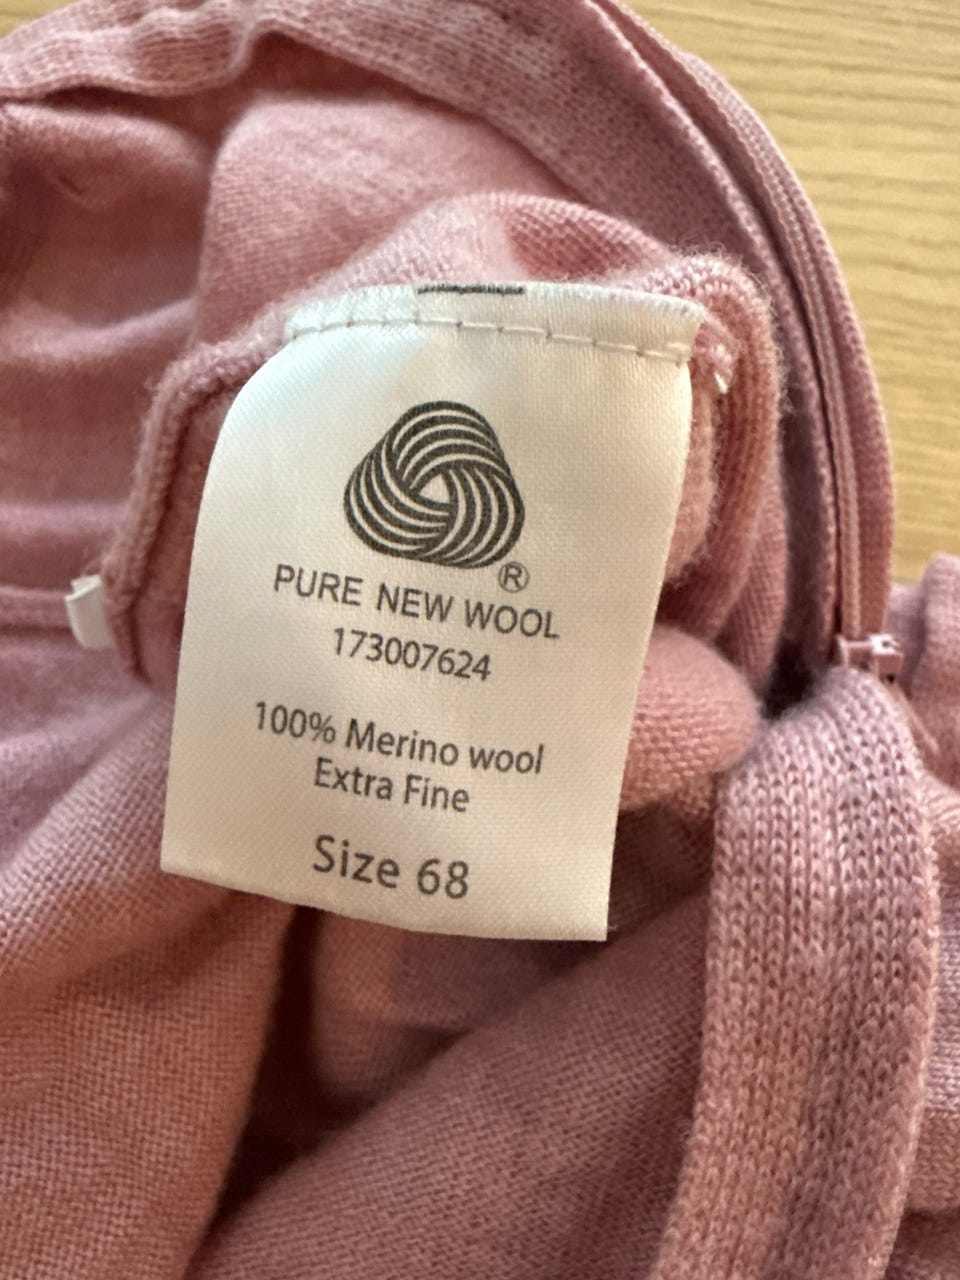 ®
PURE NEW WOOL
173007624
100% Merino wool
Extra Fine
Size 68